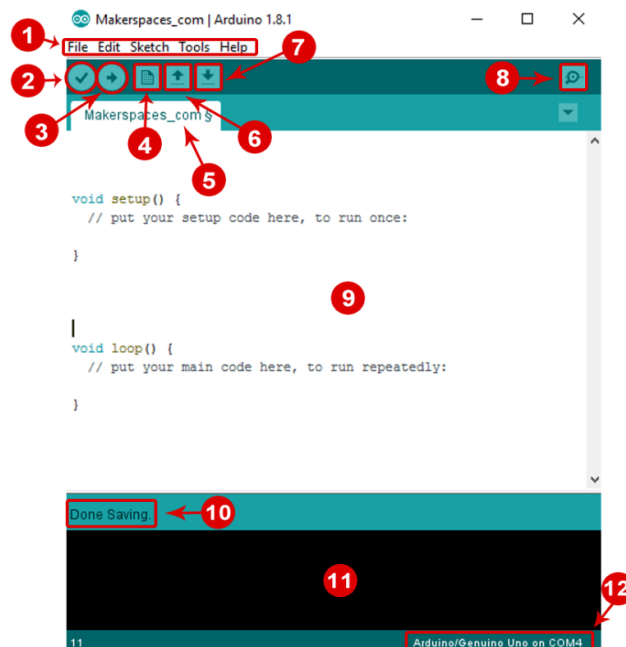 Makerspaces_com | Arduino 1.8.1
1
File Edit Sketch Tools Help
7
2
8
3
4
6
Makerspaces_com §
5
void setup() {
// put your setup code here, to run once:
}
9
void loop() {
// put your main code here, to run repeatedly:
}
Done Saving.
10
11
12
11
Arduino/Genuino Uno on COM4